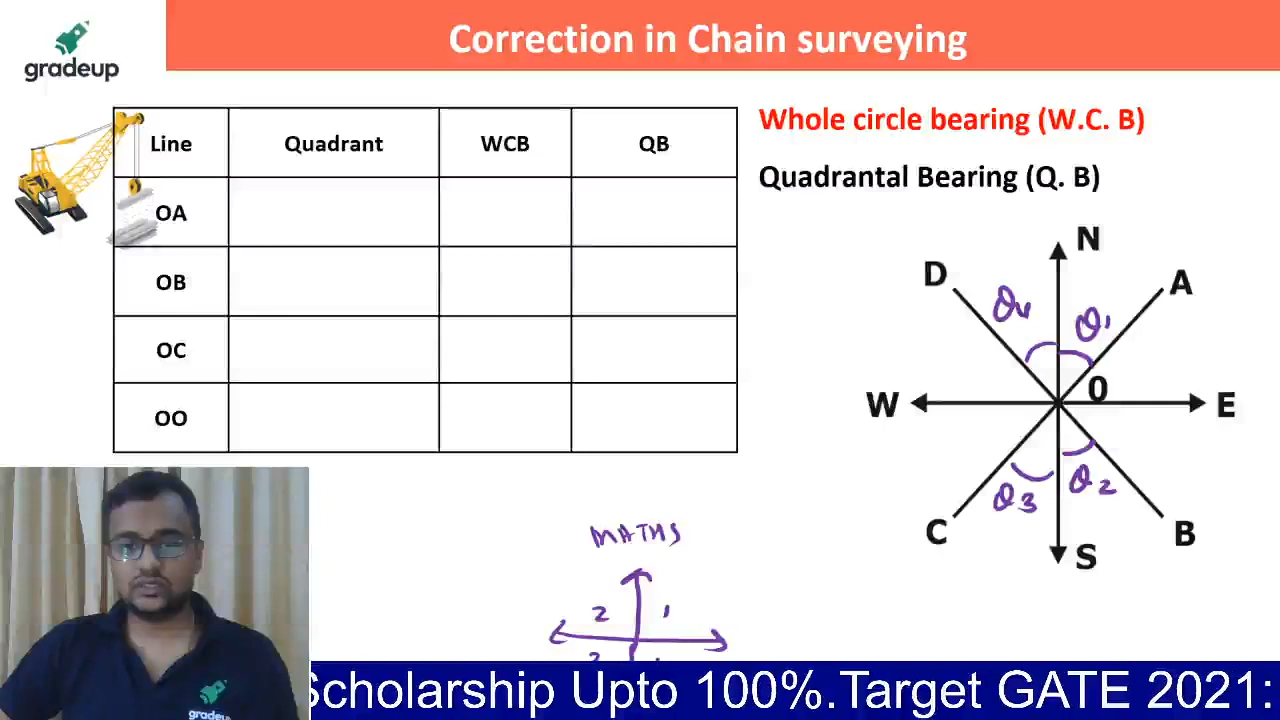 gradeup
Correction in Chain surveying
Line Quadrant WCB QB
OA
OB
OC
OO
Whole circle bearing (W.C. B)
Quadrantal Bearing (Q. B)
N
D A
θ4 θ1
O
W E
θ3 θ2
C B
S
MATHS
2 1
gradeup
Scholarship Upto 100%.Target GATE 2021: